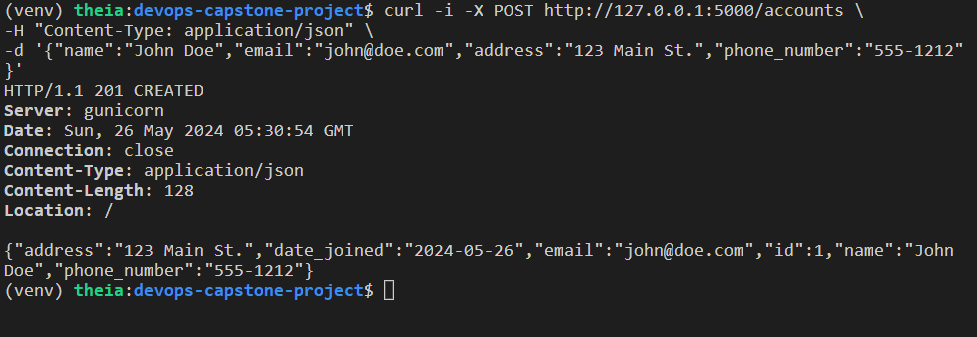 (venv) theia:devops-capstone-project$ curl -i -X POST http://127.0.0.1:5000/accounts \
-H "Content-Type: application/json" \
-d '{"name":"John Doe","email":"john@doe.com","address":"123 Main St.","phone_number":"555-1212"
}'
HTTP/1.1 201 CREATED
Server: gunicorn
Date: Sun, 26 May 2024 05:30:54 GMT
Connection: close
Content-Type: application/json
Content-Length: 128
Location: /

{"address":"123 Main St.","date_joined":"2024-05-26","email":"john@doe.com","id":1,"name":"John
Doe","phone_number":"555-1212"}
(venv) theia:devops-capstone-project$